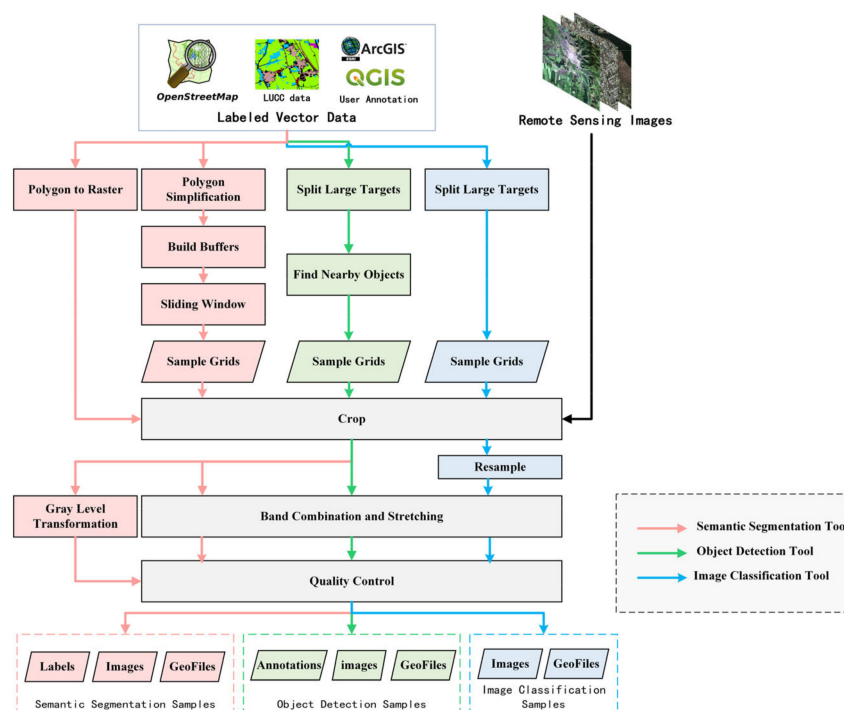 OpenStreetMap
LUCC data
ArcGIS
QGIS
User Annotation
Labeled Vector Data
Remote Sensing Images
Polygon to Raster
Polygon
Simplification
Split Large Targets
Split Large Targets
Build Buffers
Find Nearby Objects
Sliding Window
Sample Grids
Sample Grids
Sample Grids
Crop
Resample
Gray Level
Transformation
Band Combination and Stretching
Quality Control
Semantic Segmentation Too
Object Detection Tool
Image Classification Tool
Labels
Images
GeoFiles
Annotations
images
GeoFiles
Images
GeoFiles
Semantic Segmentation Samples
Object Detection Samples
Image Classification
Samples